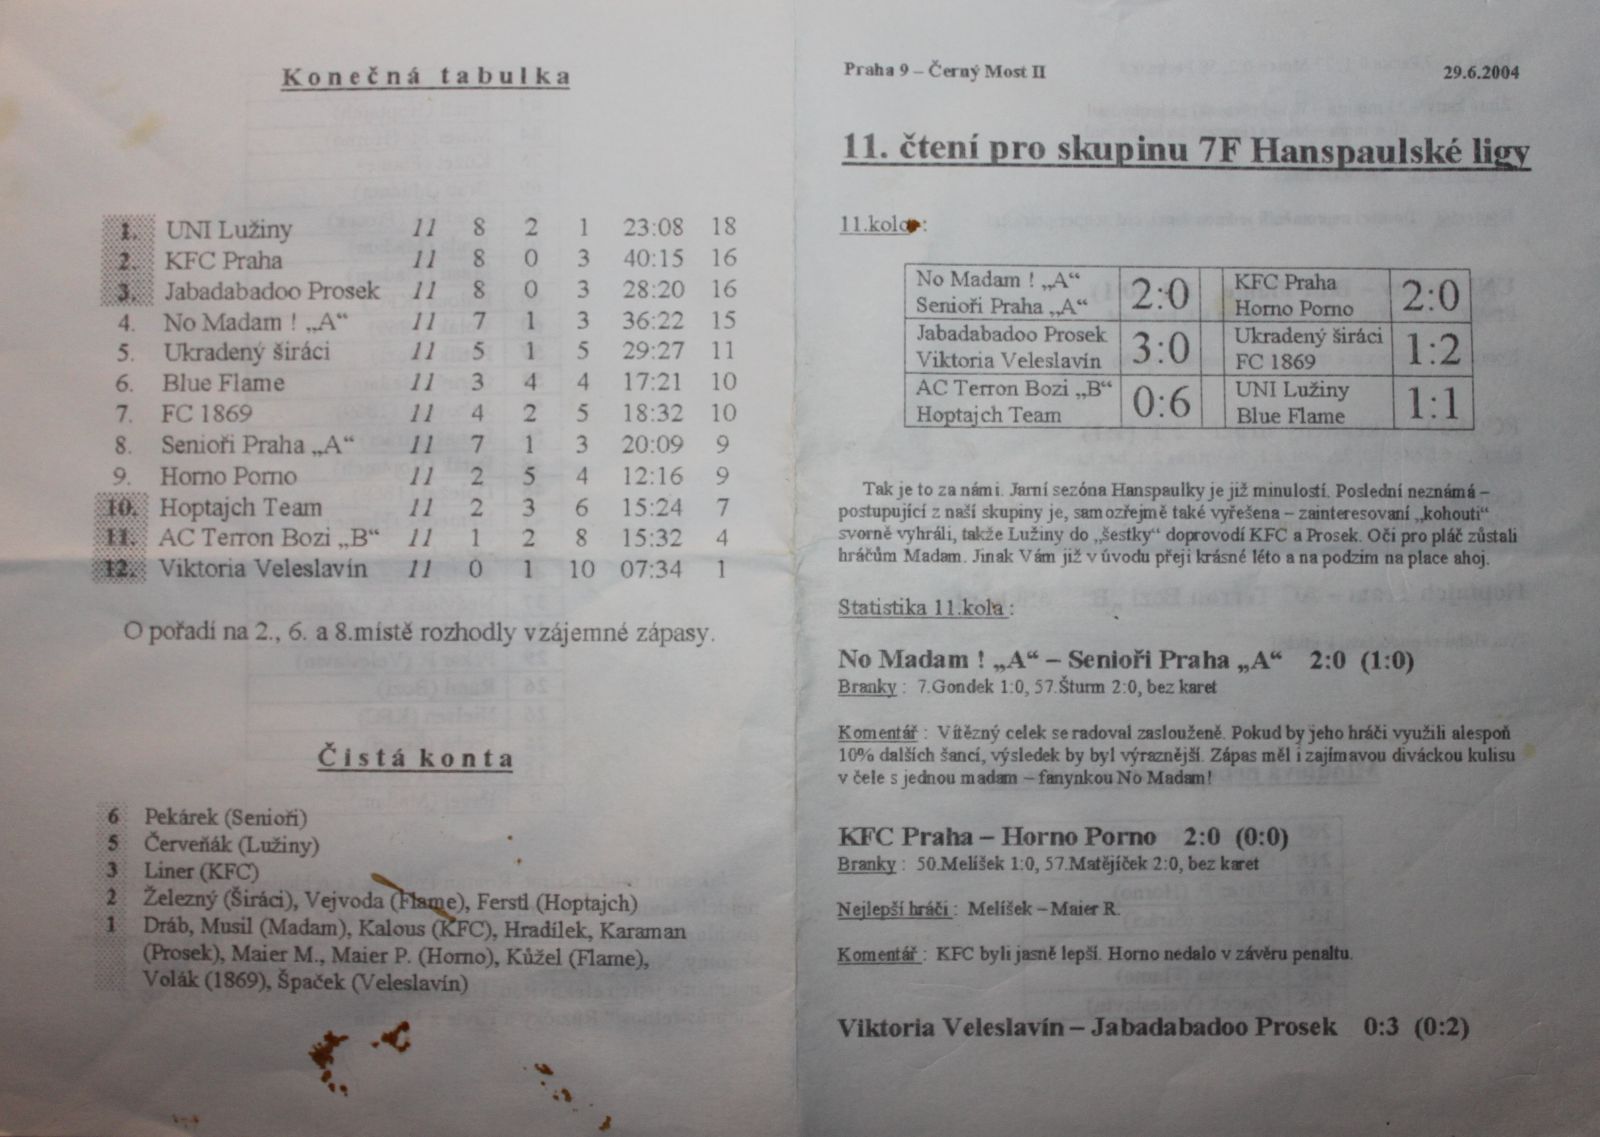 Konečná tabulka
1. UNI Lužiny 11 8 2 1 23:08 18
2. KFC Praha 11 8 0 3 40:15 16
3. Jabadabadoo Prosek 11 8 0 3 28:20 16
4. No Madam ! „A“ 11 7 1 3 36:22 15
5. Ukradený širáci 11 5 1 5 29:27 11
6. Blue Flame 11 3 4 4 17:21 10
7. FC 1869 11 4 2 5 18:32 10
8. Senioři Praha „A“ 11 7 1 3 20:09 9
9. Horno Porno 11 2 5 4 12:16 9
10. Hoptajch Team 11 2 3 6 15:24 7
11. AC Terron Bozi „B“ 11 1 2 8 15:32 4
12. Viktoria Veleslavín 11 0 1 10 07:34 1
O pořadí na 2., 6. a 8.místě rozhodly vzájemné zápasy.
Čistá konta
6 Pekárek (Senioři)
5 Červeňák (Lužiny)
3 Liner (KFC)
2 Železný (Širáci), Vejvoda (Flame), Ferstl (Hoptajch)
1 Dráb, Musil (Madam), Kalous (KFC), Hradílek, Karaman
(Prosek), Maier M., Maier P. (Horno), Kůžel (Flame),
Volák (1869), Špaček (Veleslavín)
Praha 9 – Černý Most II 29.6.2004
11. čtení pro skupinu 7F Hanspaulské ligy
11.kolo :
No Madam ! „A“ 2:0 KFC Praha 2:0
Senioři Praha „A“ Horno Porno
Jabadabadoo Prosek 3:0 Ukradený širáci 1:2
Viktoria Veleslavín FC 1869
AC Terron Bozi „B“ 0:6 UNI Lužiny 1:1
Hoptajch Team Blue Flame
Tak je to za námi. Jarní sezóna Hanspaulky je již minulostí. Poslední neznámá –
postupující z naší skupiny je, samozřejmě také vyřešena – zainteresovaní „kohouti“
svorně vyhráli, takže Lužiny do „šestky“ doprovodí KFC a Prosek. Oči pro pláč zůstali
hráčům Madam. Jinak Vám již v úvodu přeji krásné léto a na podzim na place ahoj.
Statistika 11.kola :
No Madam ! „A“ – Senioři Praha „A“ 2:0 (1:0)
Branky : 7.Gondek 1:0, 57.Šturm 2:0, bez karet
Komentář : Vítězný celek se radoval zaslouženě. Pokud by jeho hráči využili alespoň
10% dalších šancí, výsledek by byl výraznější. Zápas měl i zajímavou diváckou kulisu
v čele s jednou madam – fanynkou No Madam!
KFC Praha – Horno Porno 2:0 (0:0)
Branky : 50.Melíšek 1:0, 57.Matějíček 2:0, bez karet
Nejlepší hráči : Melíšek – Maier R.
Komentář : KFC byli jasně lepší. Horno nedalo v závěru penaltu.
Viktoria Veleslavín – Jabadabadoo Prosek 0:3 (0:2)